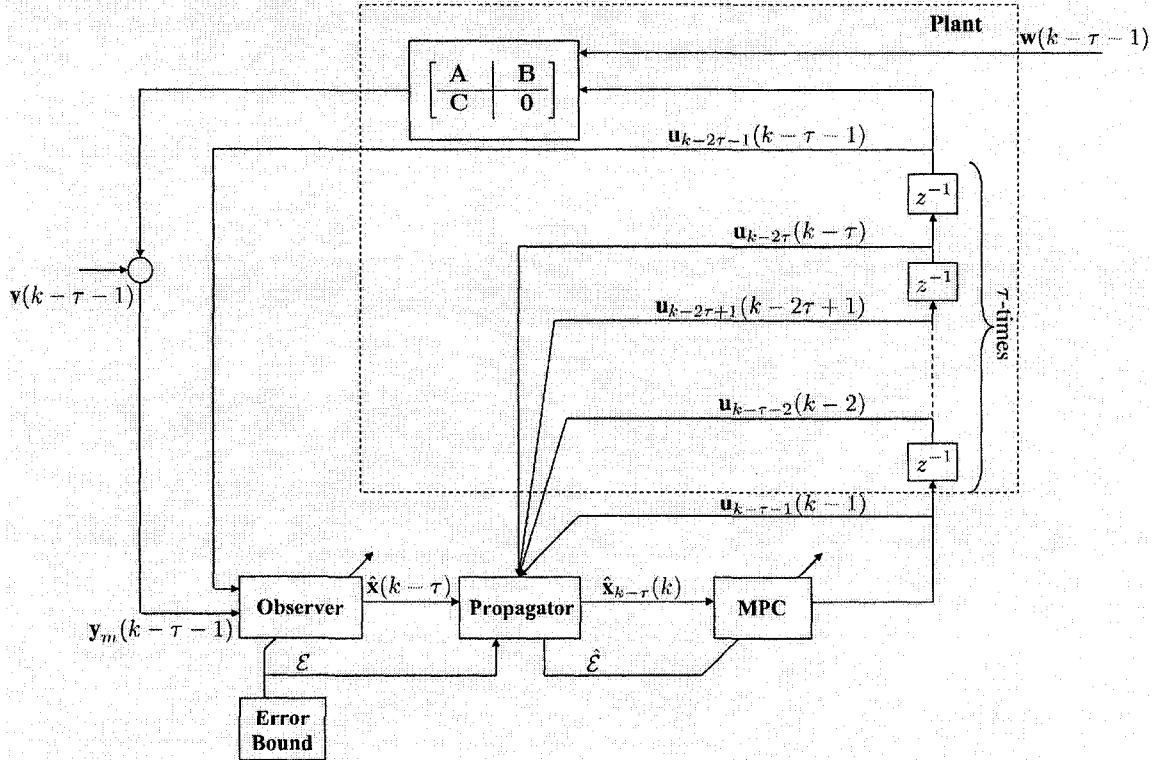 Plant
w(k − τ − 1)
A B
C 0
u_{k−2τ−1}(k − τ − 1)
z^{−1}
u_{k−2τ}(k − τ)
z^{−1}
v(k − τ − 1)
u_{k−2τ+1}(k − 2τ + 1)
τ-times
u_{k−τ−2}(k − 2)
z^{−1}
u_{k−τ−1}(k − 1)
Observer
x̂(k − τ)
Propagator
x̂_{k−τ}(k)
MPC
y_m(k − τ − 1)
ℰ
ℰ̂
Error
Bound